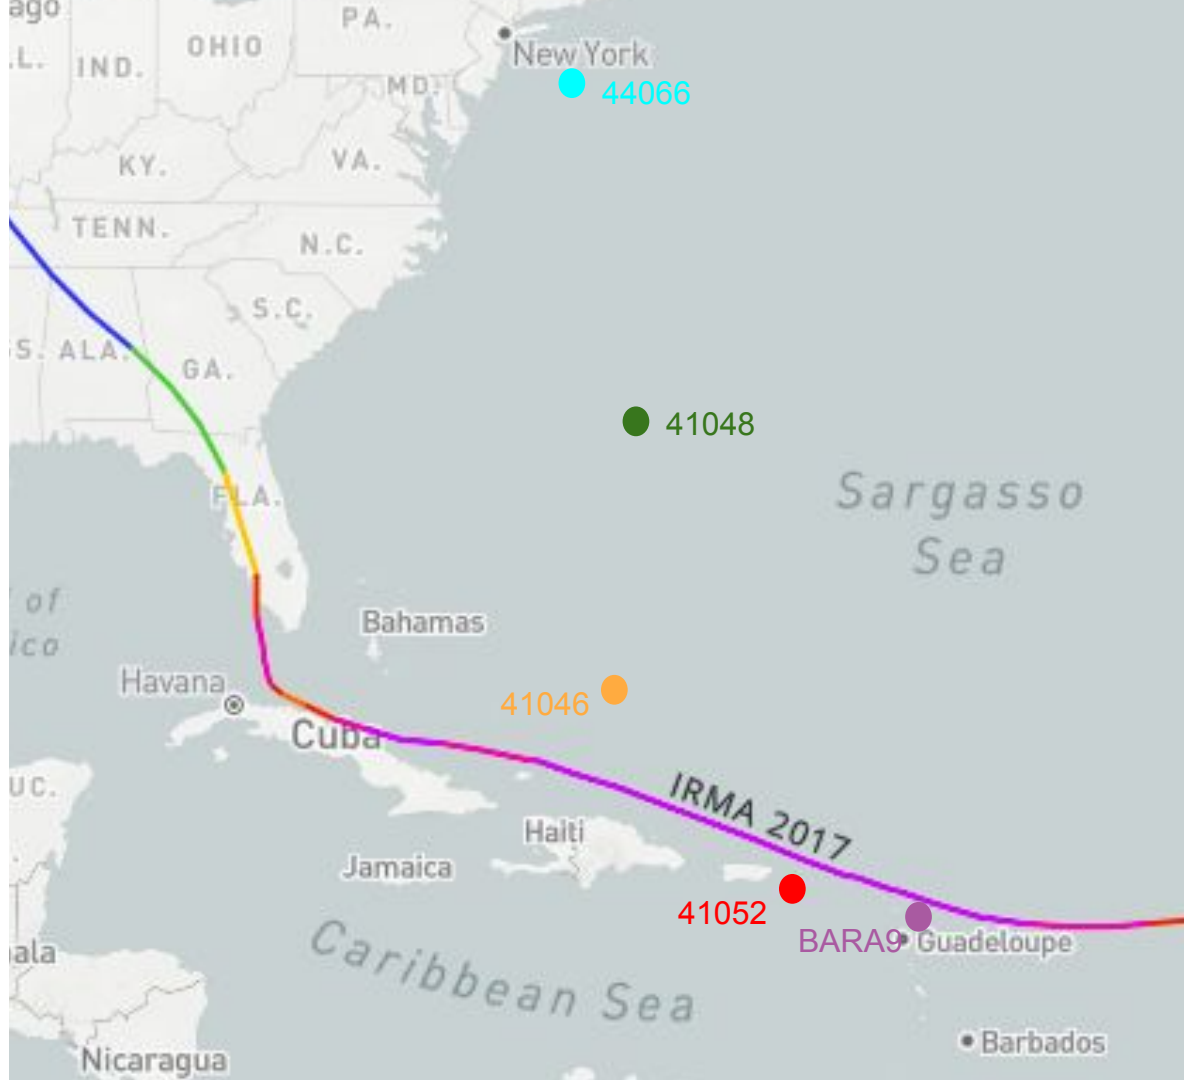 ago
PA.
OHIO
L.
IND.
New York
MD.
44066
KY.
VA.
TENN.
N.C.
S.C.
S.
ALA.
GA.
41048
Sargasso
Sea
FLA.
of
ico
Bahamas
Havana
41046
Cuba
UC.
IRMA 2017
Haiti
Jamaica
41052
BARA9
Guadeloupe
ala
Caribbean Sea
Barbados
Nicaragua